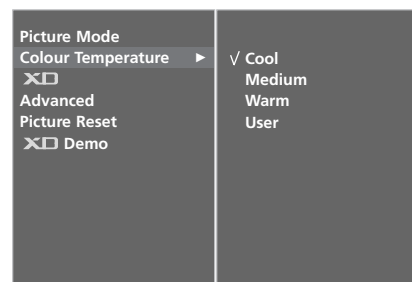 Picture Mode
Colour Temperature ►
XD
Advanced
Picture Reset
XD Demo
√ Cool
Medium
Warm
User